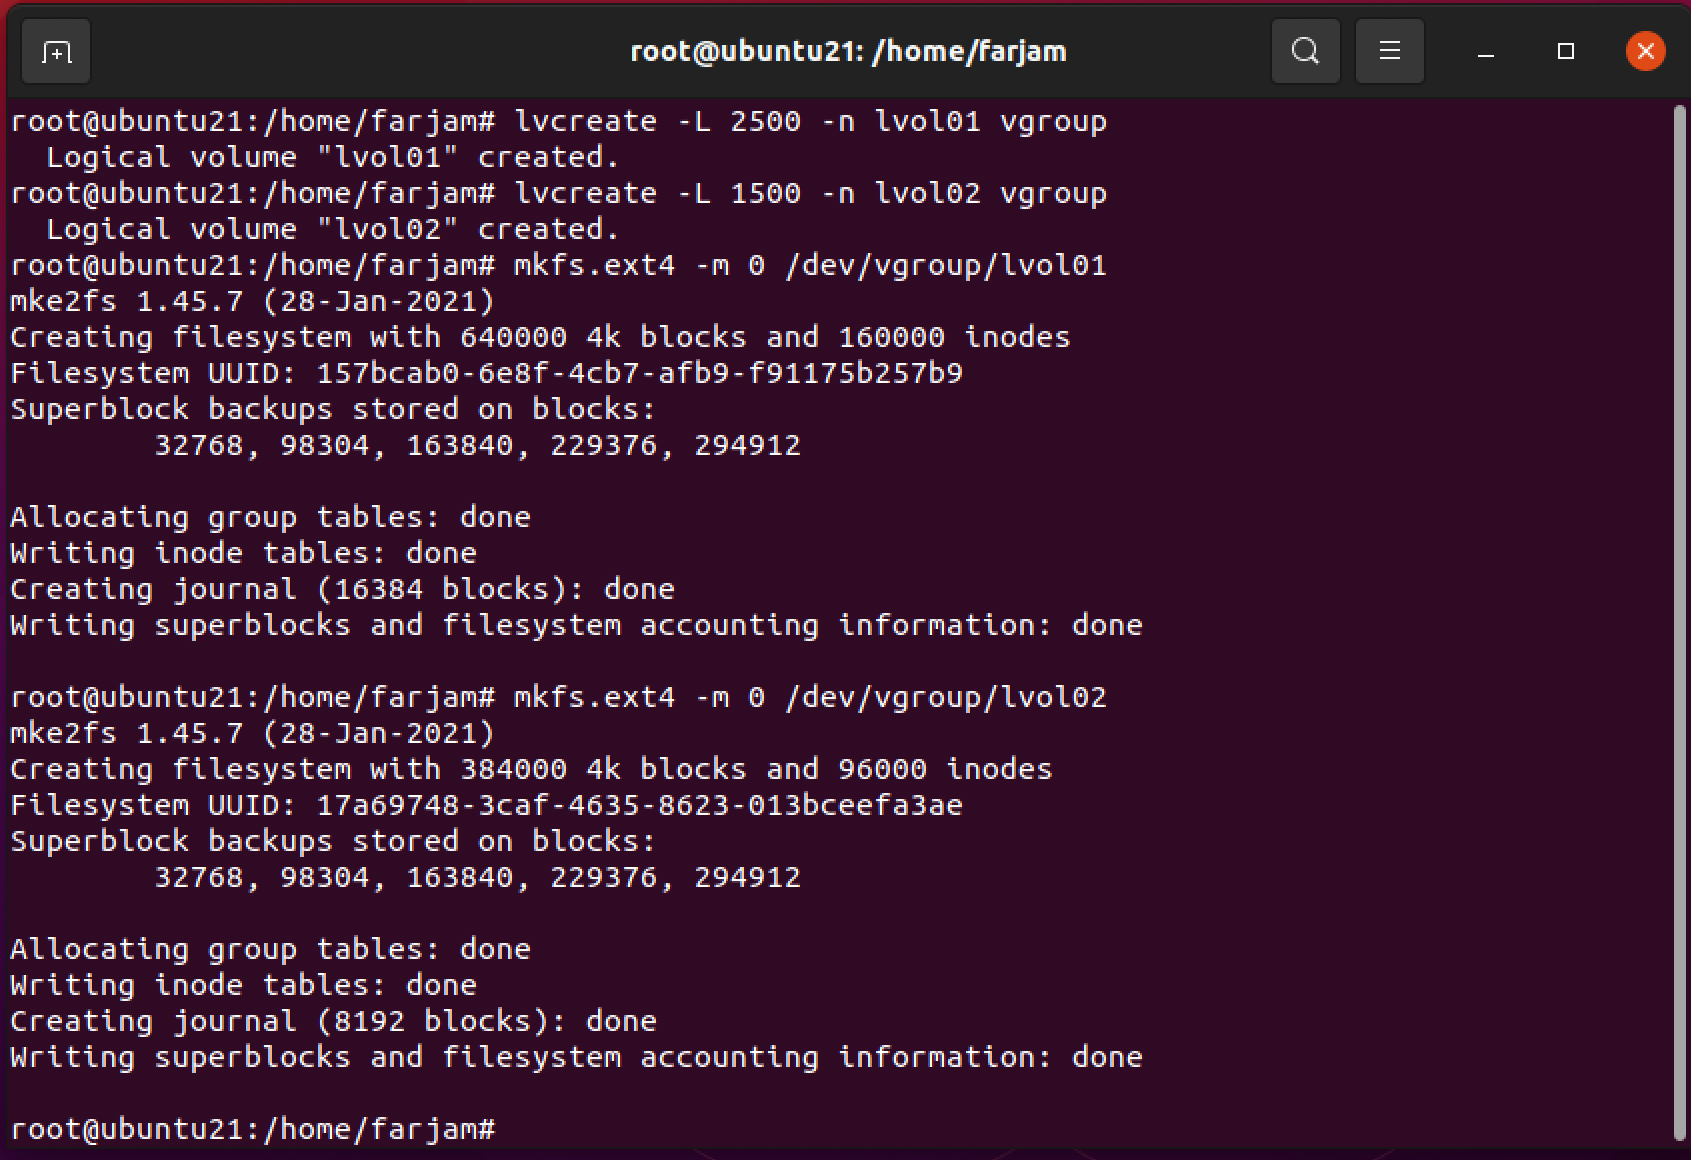 root@ubuntu21: /home/farjam
root@ubuntu21:/home/farjam# lvcreate -L 2500 -n lvol01 vgroup
  Logical volume "lvol01" created.
root@ubuntu21:/home/farjam# lvcreate -L 1500 -n lvol02 vgroup
  Logical volume "lvol02" created.
root@ubuntu21:/home/farjam# mkfs.ext4 -m 0 /dev/vgroup/lvol01
mke2fs 1.45.7 (28-Jan-2021)
Creating filesystem with 640000 4k blocks and 160000 inodes
Filesystem UUID: 157bcab0-6e8f-4cb7-afb9-f91175b257b9
Superblock backups stored on blocks:
        32768, 98304, 163840, 229376, 294912

Allocating group tables: done
Writing inode tables: done
Creating journal (16384 blocks): done
Writing superblocks and filesystem accounting information: done

root@ubuntu21:/home/farjam# mkfs.ext4 -m 0 /dev/vgroup/lvol02
mke2fs 1.45.7 (28-Jan-2021)
Creating filesystem with 384000 4k blocks and 96000 inodes
Filesystem UUID: 17a69748-3caf-4635-8623-013bceefa3ae
Superblock backups stored on blocks:
        32768, 98304, 163840, 229376, 294912

Allocating group tables: done
Writing inode tables: done
Creating journal (8192 blocks): done
Writing superblocks and filesystem accounting information: done

root@ubuntu21:/home/farjam#